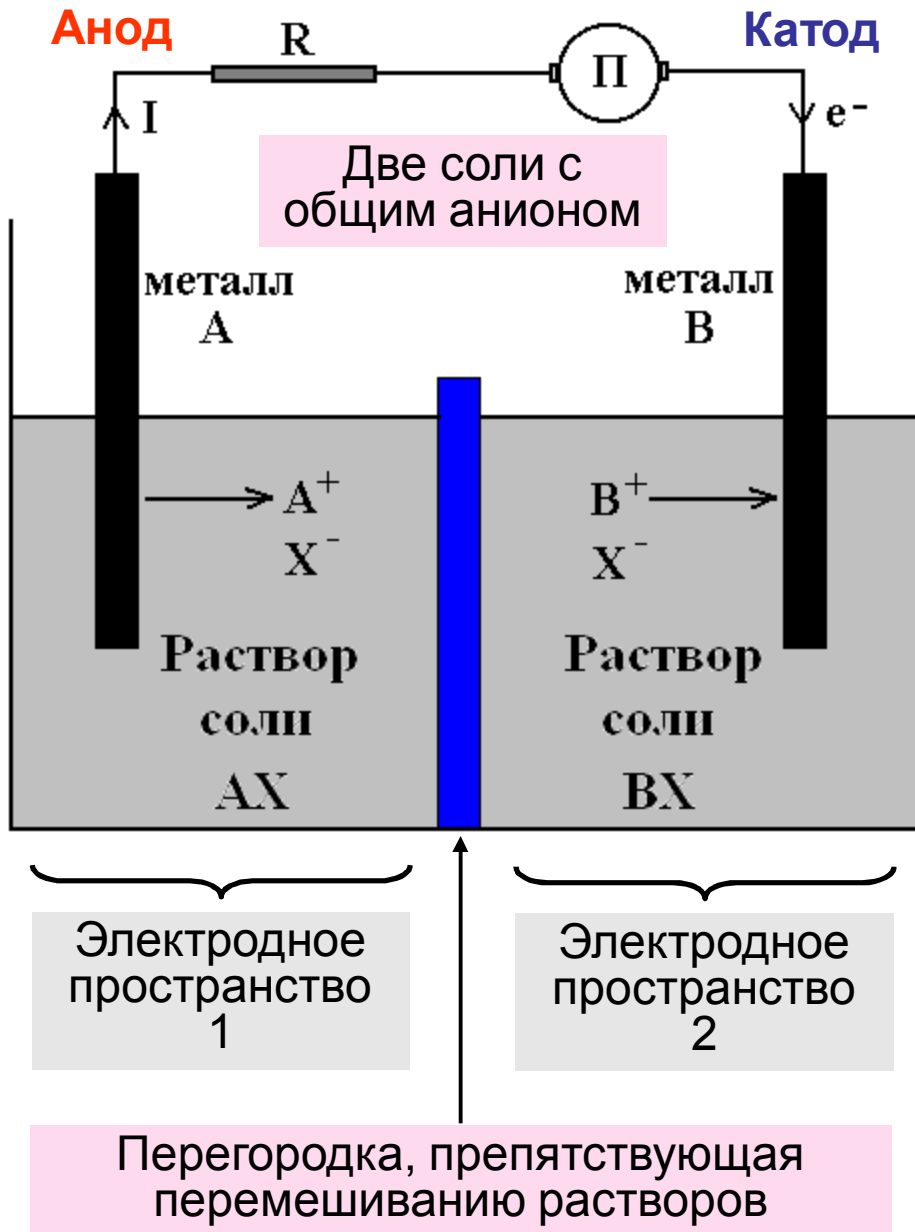 Анод
R
Катод
П
I
e⁻
Две соли с
общим анионом
металл
A
металл
B
A⁺
X⁻
B⁺
X⁻
Раствор
соли
AX
Раствор
соли
BX
Электродное
пространство
1
Электродное
пространство
2
Перегородка, препятствующая
перемешиванию растворов